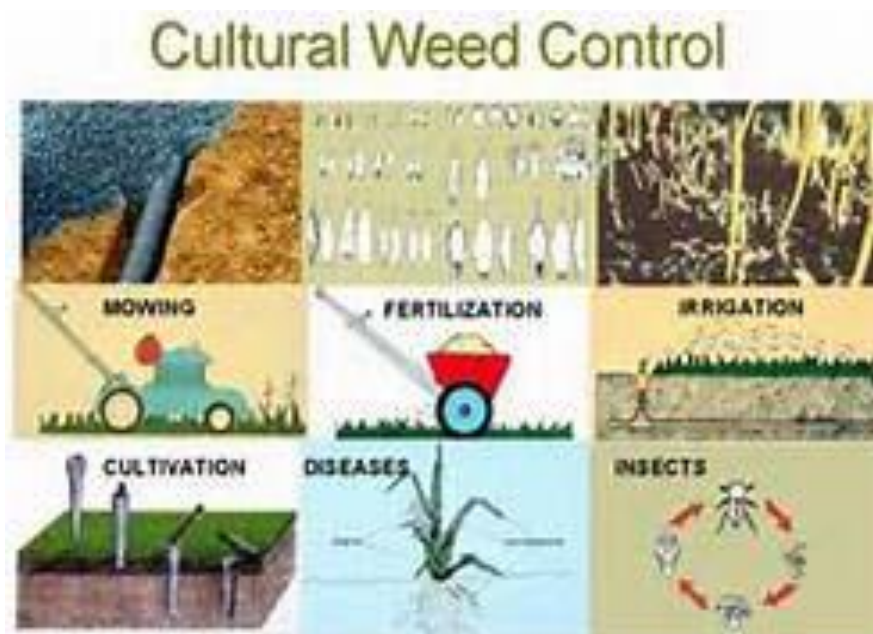 Cultural Weed Control
MOWING
FERTILIZATION
IRRIGATION
CULTIVATION
DISEASES
INSECTS